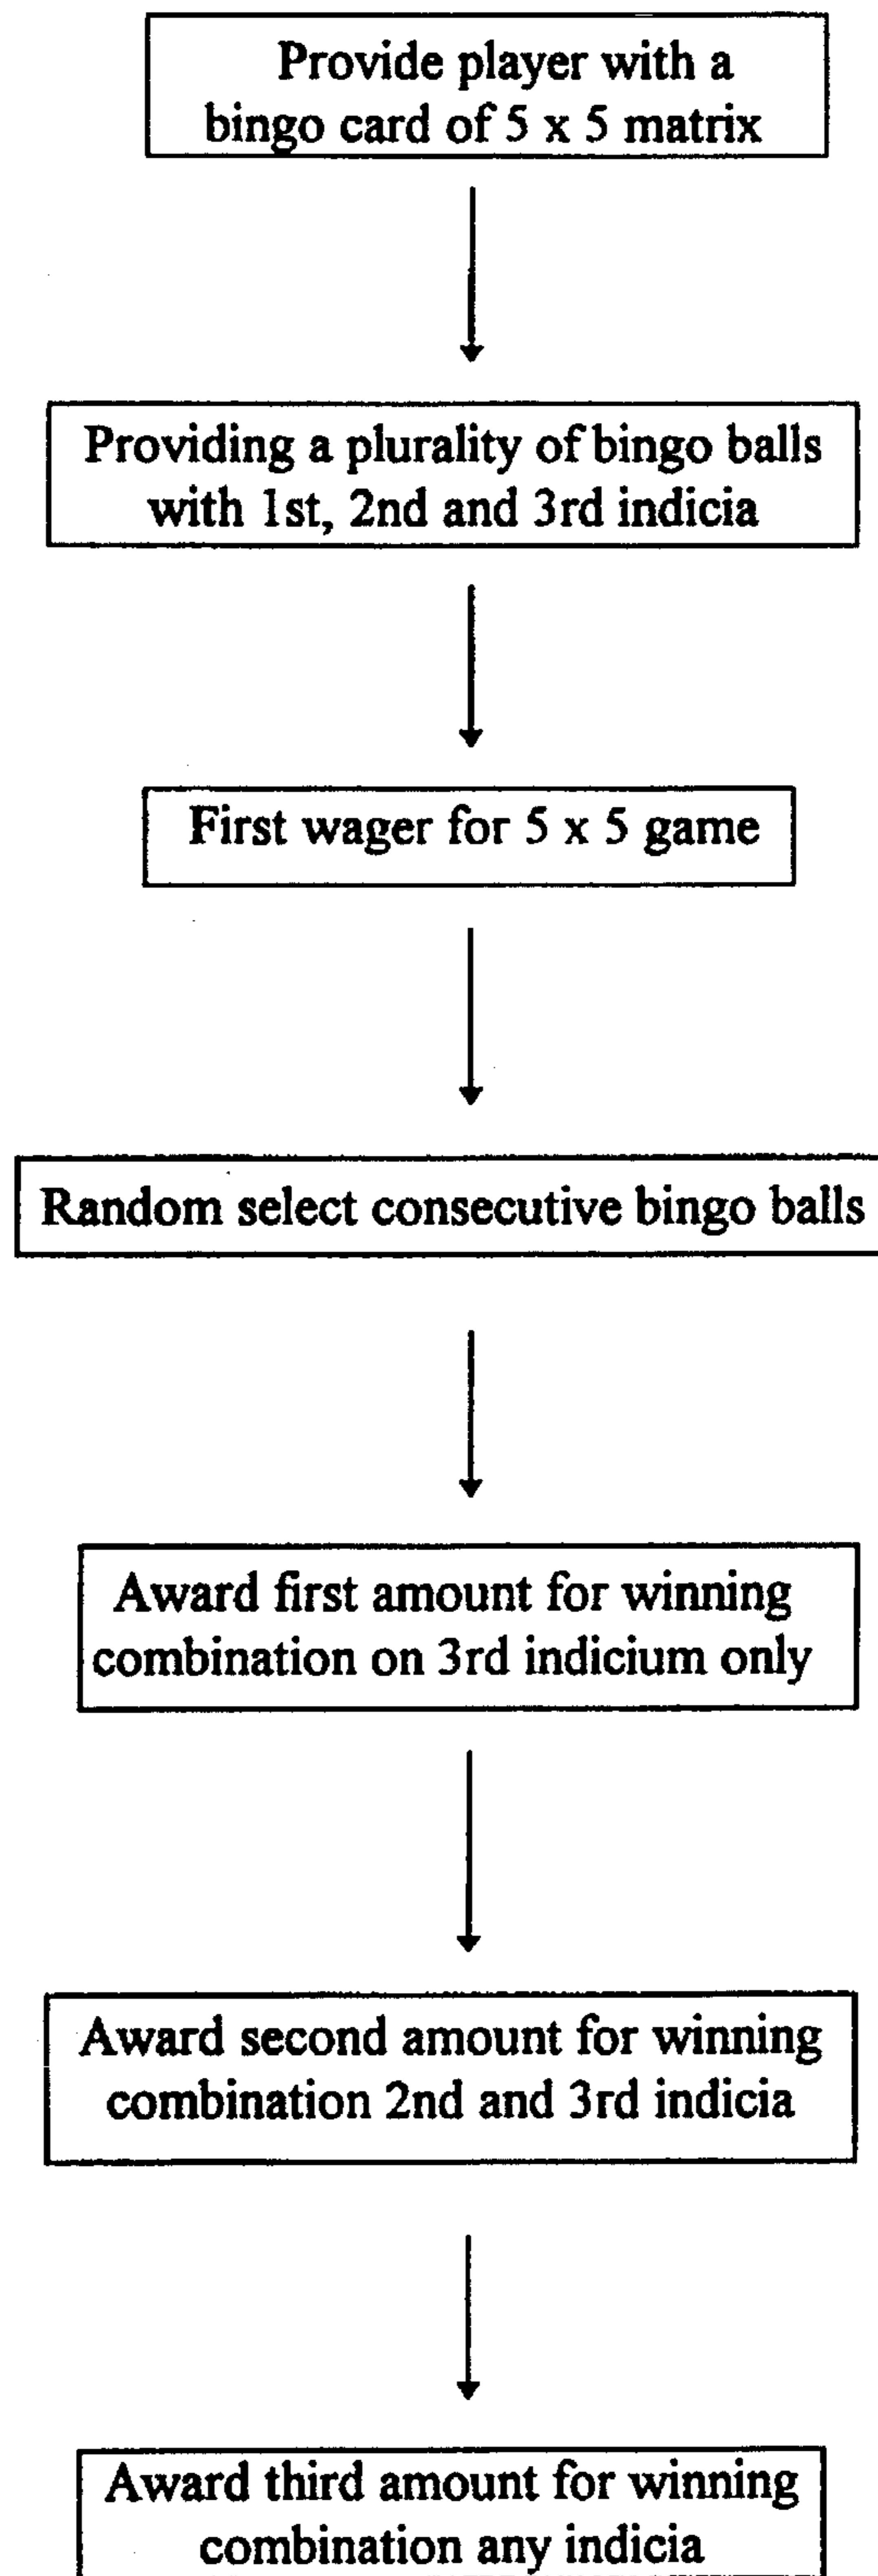 Provide player with a
bingo card of 5 x 5 matrix
Providing a plurality of bingo balls
with 1st, 2nd and 3rd indicia
First wager for 5 x 5 game
Random select consecutive bingo balls
Award first amount for winning
combination on 3rd indicium only
Award second amount for winning
combination 2nd and 3rd indicia
Award third amount for winning
combination any indicia